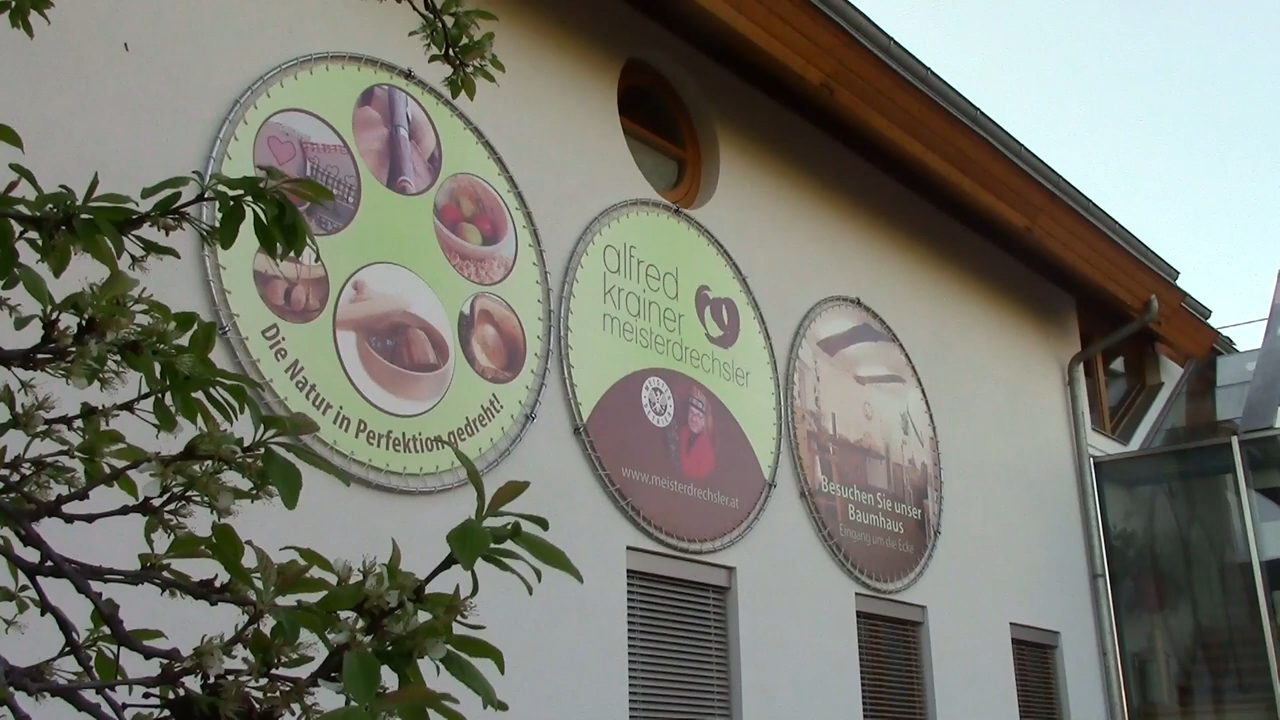 Die Natur in Perfektion gedreht!
alfred
krainer
meisterdrechsler
www.meisterdrechsler.at
Besuchen Sie unser
Baumhaus
Eingang um die Ecke